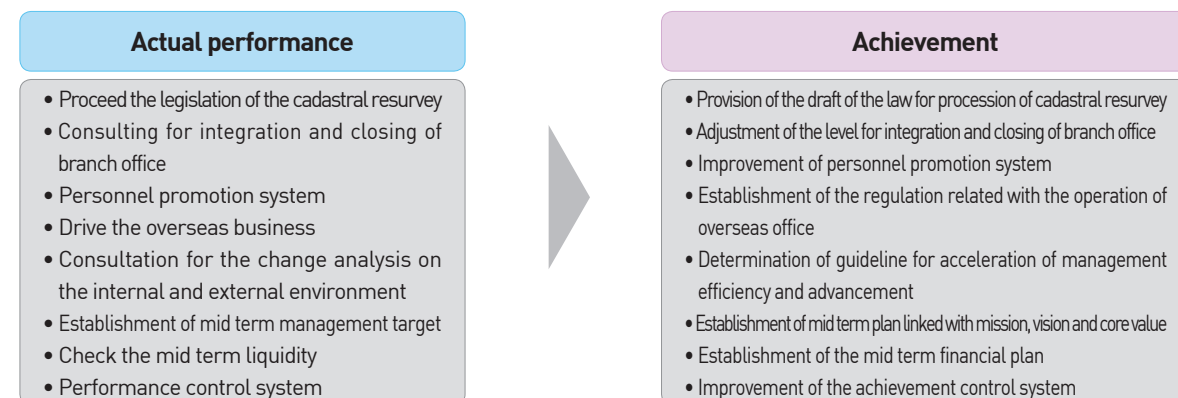 Actual performance
• Proceed the legislation of the cadastral resurvey
• Consulting for integration and closing of
branch office
• Personnel promotion system
• Drive the overseas business
• Consultation for the change analysis on
the internal and external environment
• Establishment of mid term management target
• Check the mid term liquidity
• Performance control system
Achievement
• Provision of the draft of the law for procession of cadastral resurvey
• Adjustment of the level for integration and closing of branch office
• Improvement of personnel promotion system
• Establishment of the regulation related with the operation of
overseas office
• Determination of guideline for acceleration of management
efficiency and advancement
• Establishment of mid term plan linked with mission, vision and core value
• Establishment of the mid term financial plan
• Improvement of the achievement control system